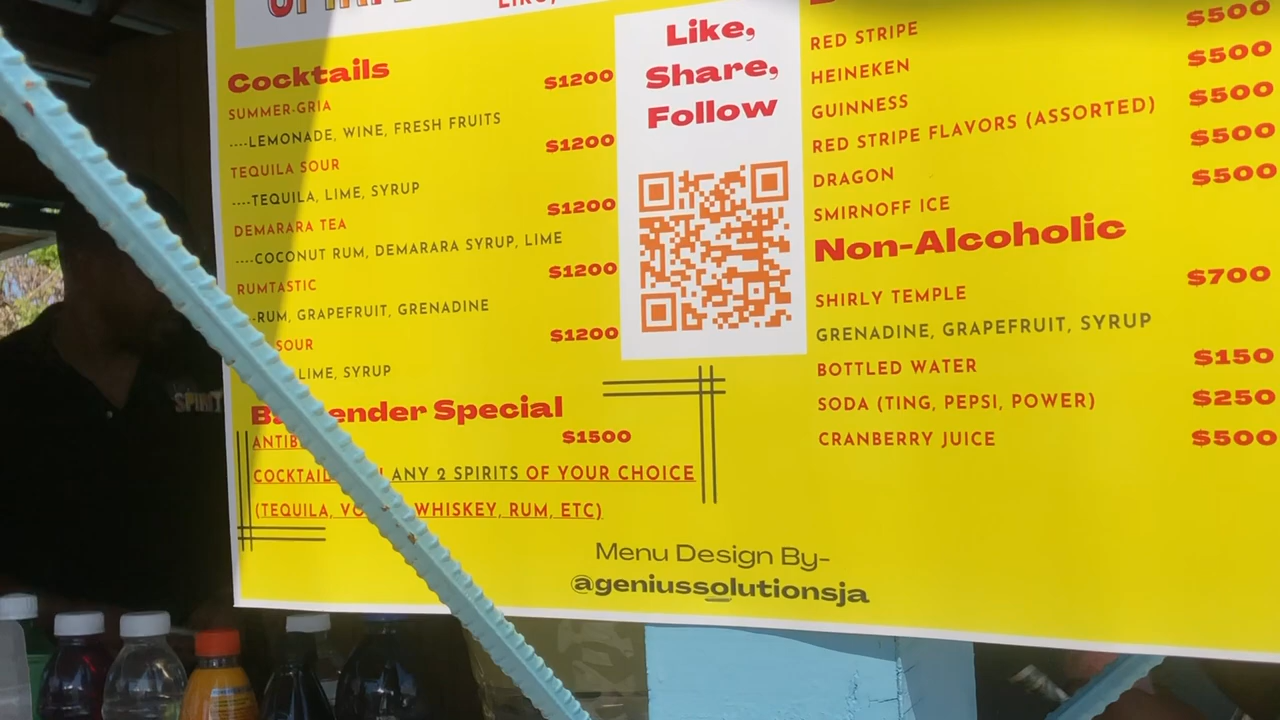 Cocktails
SUMMER-GRIA $1200
----LEMONADE, WINE, FRESH FRUITS
TEQUILA SOUR $1200
----TEQUILA, LIME, SYRUP
DEMARARA TEA $1200
----COCONUT RUM, DEMARARA SYRUP, LIME
RUMTASTIC $1200
RUM, GRAPEFRUIT, GRENADINE
SOUR $1200
LIME, SYRUP
Special
$1500
ANY 2 SPIRITS OF YOUR CHOICE
(TEQUILA, WHISKEY, RUM, ETC)
Like,
Share,
Follow
RED STRIPE $500
HEINEKEN $500
GUINNESS $500
RED STRIPE FLAVORS (ASSORTED) $500
DRAGON $500
SMIRNOFF ICE
Non-Alcoholic
SHIRLY TEMPLE $700
GRENADINE, GRAPEFRUIT, SYRUP
BOTTLED WATER $150
SODA (TING, PEPSI, POWER) $250
CRANBERRY JUICE $500
Menu Design By-
@geniussolutionsja